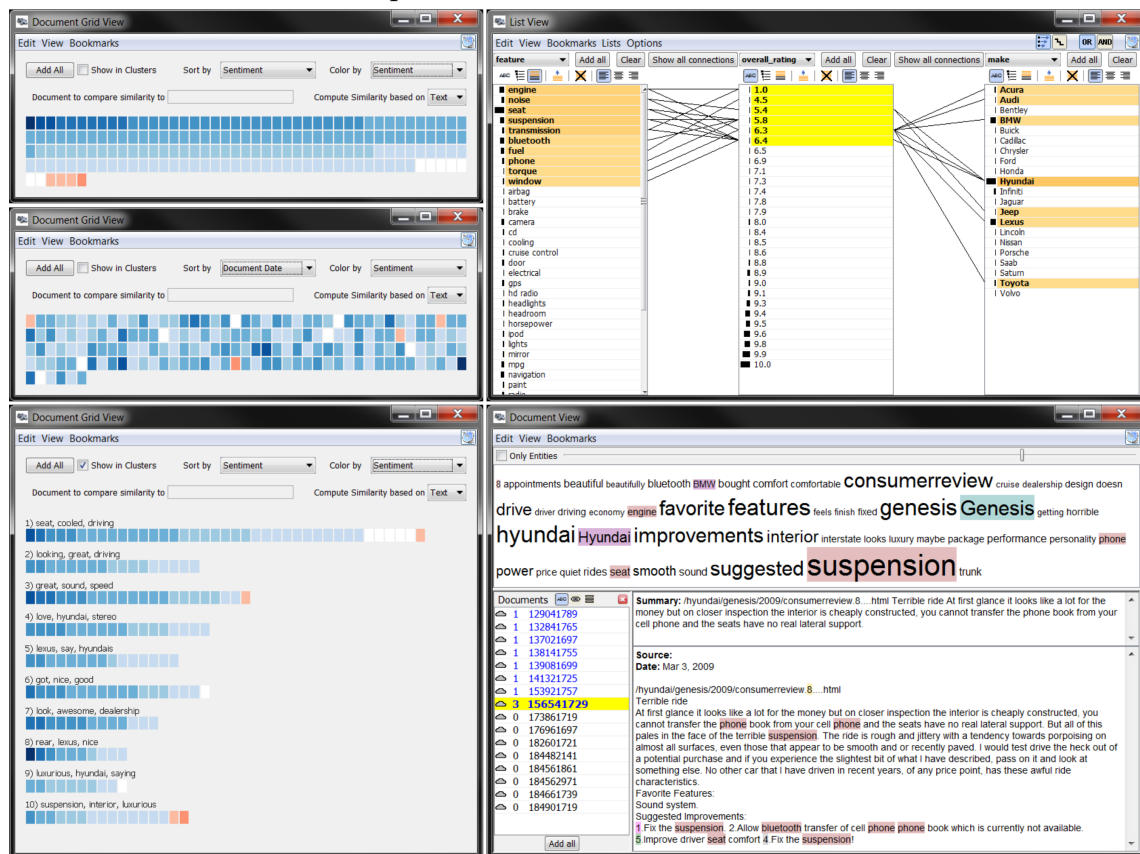 Document Grid View
Edit View Bookmarks
Add All Show in Clusters Sort by Sentiment Color by Sentiment
Document to compare similarity to Compute Similarity based on Text
Document Grid View
Edit View Bookmarks
Add All Show in Clusters Sort by Document Date Color by Sentiment
Document to compare similarity to Compute Similarity based on Text
List View
Edit View Bookmarks Lists Options OR AND
feature Add all Clear Show all connections overall_rating Add all Clear Show all connections make Add all Clear
engine
noise
seat
suspension
transmission
bluetooth
fuel
phone
torque
window
airbag
battery
brake
camera
cd
cooling
cruise control
door
electrical
gps
hd radio
headlights
headroom
horsepower
ipod
lights
mirror
mpg
navigation
paint
radio
1.0
4.5
5.4
5.8
6.3
6.4
6.5
6.9
7.1
7.3
7.4
7.8
7.9
8.0
8.4
8.5
8.6
8.8
8.9
9.0
9.1
9.3
9.4
9.5
9.6
9.8
9.9
10.0
Acura
Audi
Bentley
BMW
Buick
Cadillac
Chrysler
Ford
Honda
Hyundai
Infiniti
Jaguar
Jeep
Lexus
Lincoln
Nissan
Porsche
Saab
Saturn
Toyota
Volvo
Document Grid View
Edit View Bookmarks
Add All Show in Clusters Sort by Sentiment Color by Sentiment
Document to compare similarity to Compute Similarity based on Text
1) seat, cooled, driving
2) looking, great, driving
3) great, sound, speed
4) love, hyundai, stereo
5) lexus, say, hyundais
6) got, nice, good
7) look, awesome, dealership
8) rear, lexus, nice
9) luxurious, hyundai, saying
10) suspension, interior, luxurious
Document View
Edit View Bookmarks
Only Entities
8 appointments beautiful beautifully bluetooth BMW bought comfort comfortable consumerreview cruise dealership design doesn
drive driver driving economy engine favorite features feels finish fixed genesis Genesis getting horrible
hyundai Hyundai improvements interior interstate looks luxury maybe package performance personality phone
power price quiet rides seat smooth sound suggested suspension trunk
Documents ABC
1 129041789
1 132841765
1 137021697
1 138141755
1 139081699
1 141321725
1 153921757
3 156541729
0 173861719
0 176961697
0 182601721
0 184482141
0 184561861
0 184562971
0 184661739
0 184901719
Add all
Summary: /hyundai/genesis/2009/consumerreview.8....html Terrible ride At first glance it looks like a lot for the
money but on closer inspection the interior is cheaply constructed, you cannot transfer the phone book from your
cell phone and the seats have no real lateral support.
Source:
Date: Mar 3, 2009
/hyundai/genesis/2009/consumerreview.8....html
Terrible ride
At first glance it looks like a lot for the money but on closer inspection the interior is cheaply constructed, you
cannot transfer the phone book from your cell phone and the seats have no real lateral support. But all of this
pales in the face of the terrible suspension. The ride is rough and jittery with a tendency towards porpoising on
almost all surfaces, even those that appear to be smooth and or recently paved. I would test drive the heck out of
a potential purchase and if you experience the slightest bit of what I have described, pass on it and look at
something else. No other car that I have driven in recent years, of any price point, has these awful ride
characteristics.
Favorite Features:
Sound system.
Suggested Improvements:
1.Fix the suspension. 2.Allow bluetooth transfer of cell phone phone book which is currently not available.
5.Improve driver seat comfort 4.Fix the suspension!